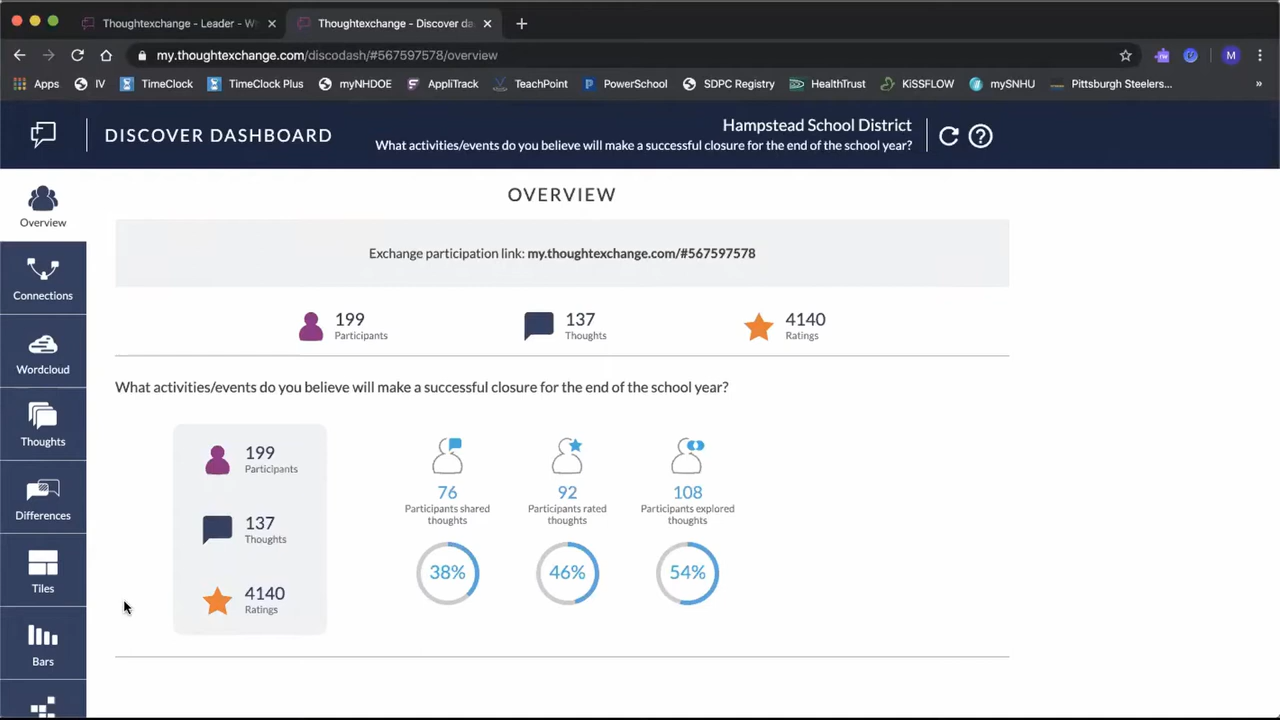 Thoughtexchange - Leader - W
Thoughtexchange - Discover da
my.thoughtexchange.com/discodash/#567597578/overview
M
Apps
IV
TimeClock
TimeClock Plus
myNHDOE
AppliTrack
TeachPoint
PowerSchool
SDPC Registry
HealthTrust
KiSSFLOW
mySNHU
Pittsburgh Steelers...
»
DISCOVER DASHBOARD
Hampstead School District
What activities/events do you believe will make a successful closure for the end of the school year?
Overview
Connections
Wordcloud
Thoughts
Differences
Tiles
Bars
OVERVIEW
Exchange participation link: my.thoughtexchange.com/#567597578
199
Participants
137
Thoughts
4140
Ratings
What activities/events do you believe will make a successful closure for the end of the school year?
199
Participants
137
Thoughts
4140
Ratings
76
Participants shared
thoughts
38%
92
Participants rated
thoughts
46%
108
Participants explored
thoughts
54%